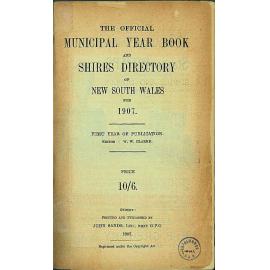 THE OFFICIAL
MUNICIPAL YEAR BOOK
AND
SHIRES DIRECTORY
OF
NEW SOUTH WALES
FOR
1907.
FIRST YEAR OF PUBLICATION.
EDITOR W. W. CLARKE.
PRICE
10/6.
SYDNEY:
PRINTED AND PUBLISHED BY
JOHN SANDS, LTD.,
1907.
Registered under the Copyright Act